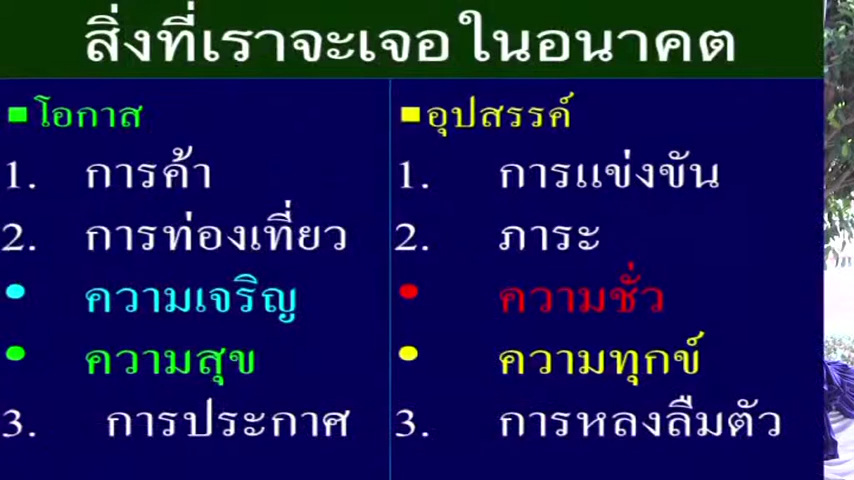 สิ่งที่เราจะเจอ ในอนาคต
■ โอกาส
1. การค้า
2. การท่องเที่ยว
• ความเจริญ
• ความสุข
3. การประกาศ
■ อุปสรรค์
1. การแข่งขัน
2. ภาระ
• ความชั่ว
• ความทุกข์
3. การหลงลืมตัว